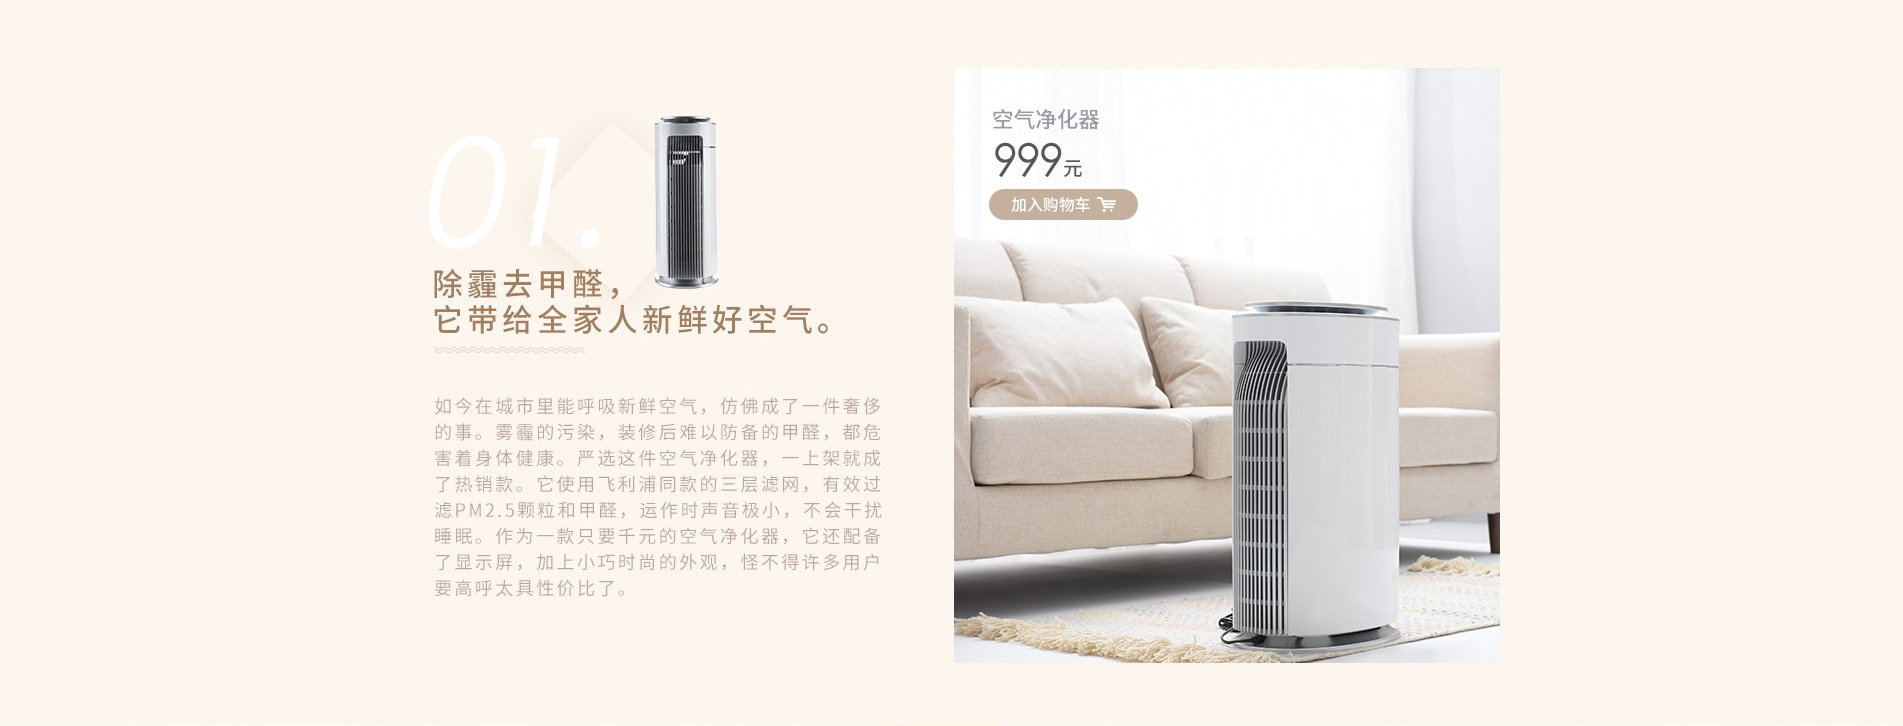 01.
除霾去甲醛，
它带给全家人新鲜好空气。
如今在城市里能呼吸新鲜空气，仿佛成了一件奢侈
的事。雾霾的污染，装修后难以防备的甲醛，都危
害着身体健康。严选这件空气净化器，一上架就成
了热销款。它使用飞利浦同款的三层滤网，有效过
滤PM2.5颗粒和甲醛，运作时声音极小，不会干扰
睡眠。作为一款只要千元的空气净化器，它还配备
了显示屏，加上小巧时尚的外观，怪不得许多用户
要高呼太具性价比了。
空气净化器
999元
加入购物车